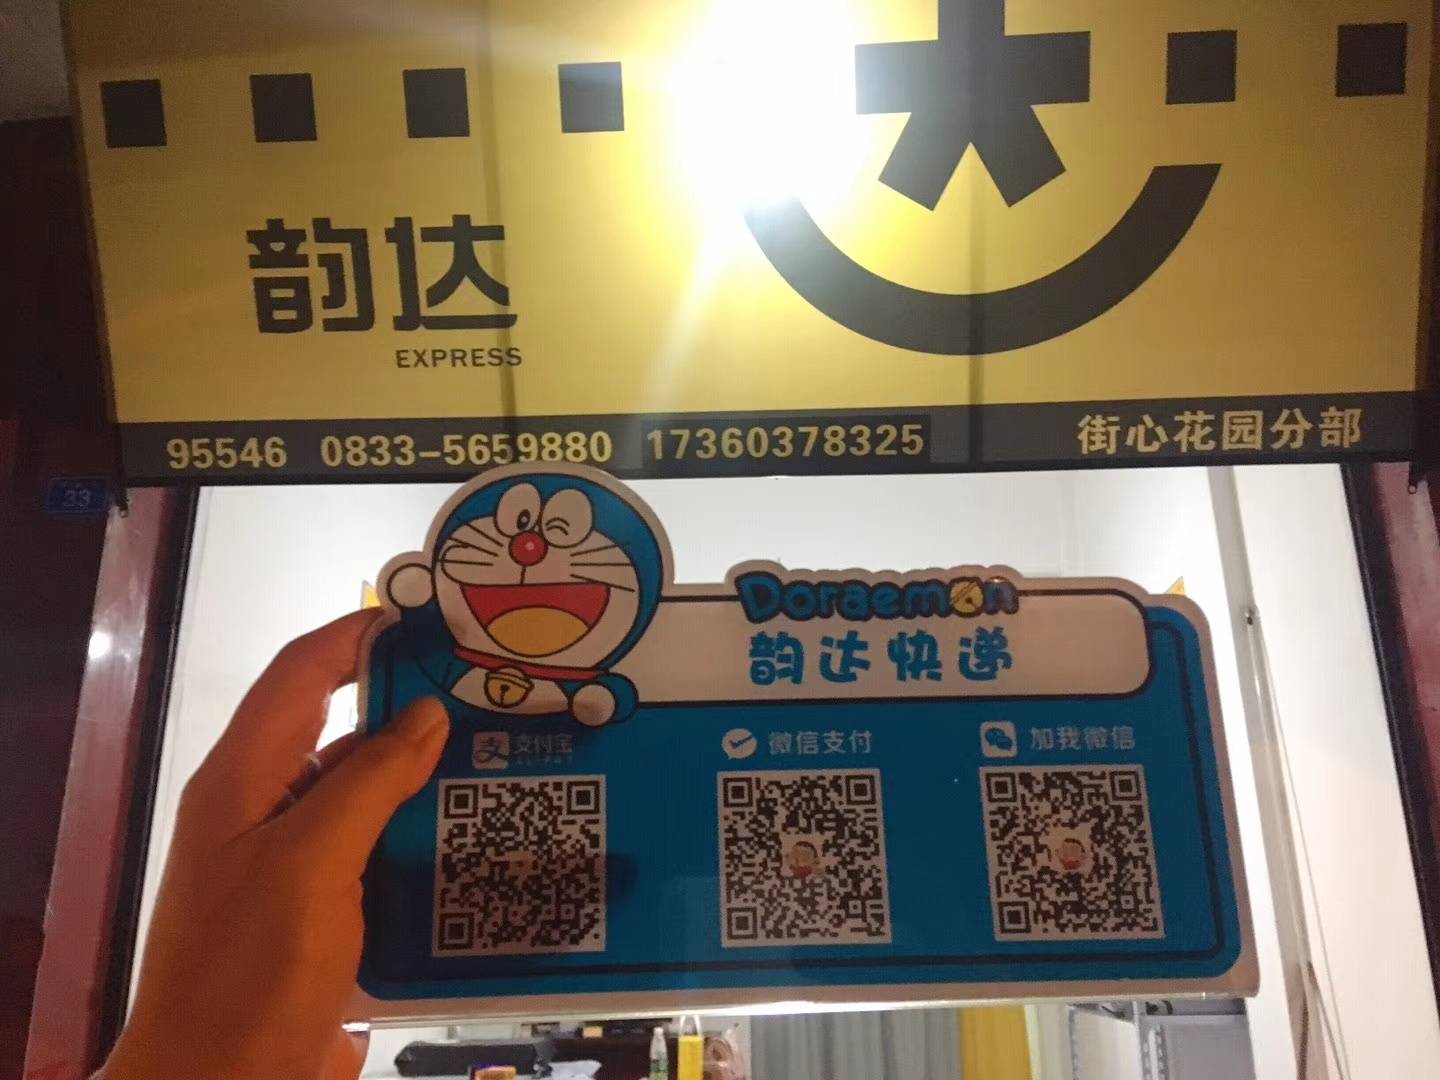 韵达
EXPRESS
95546 0833-5659880 17360378325 街心花园分部
33
Doraemon
韵达快递
支付宝
ALIPAY
微信支付
加我微信